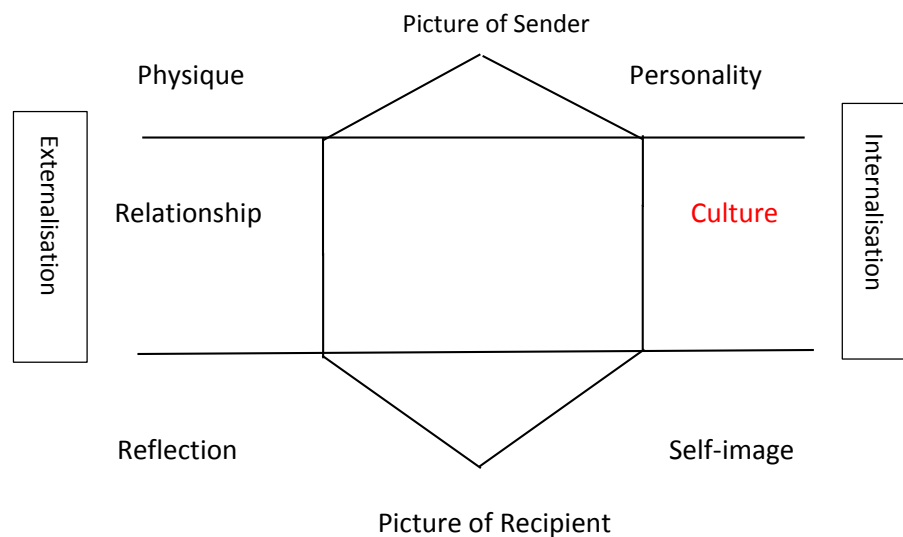 Picture of Sender
Physique
Personality
Externalisation
Internalisation
Relationship
Culture
Reflection
Self-image
Picture of Recipient